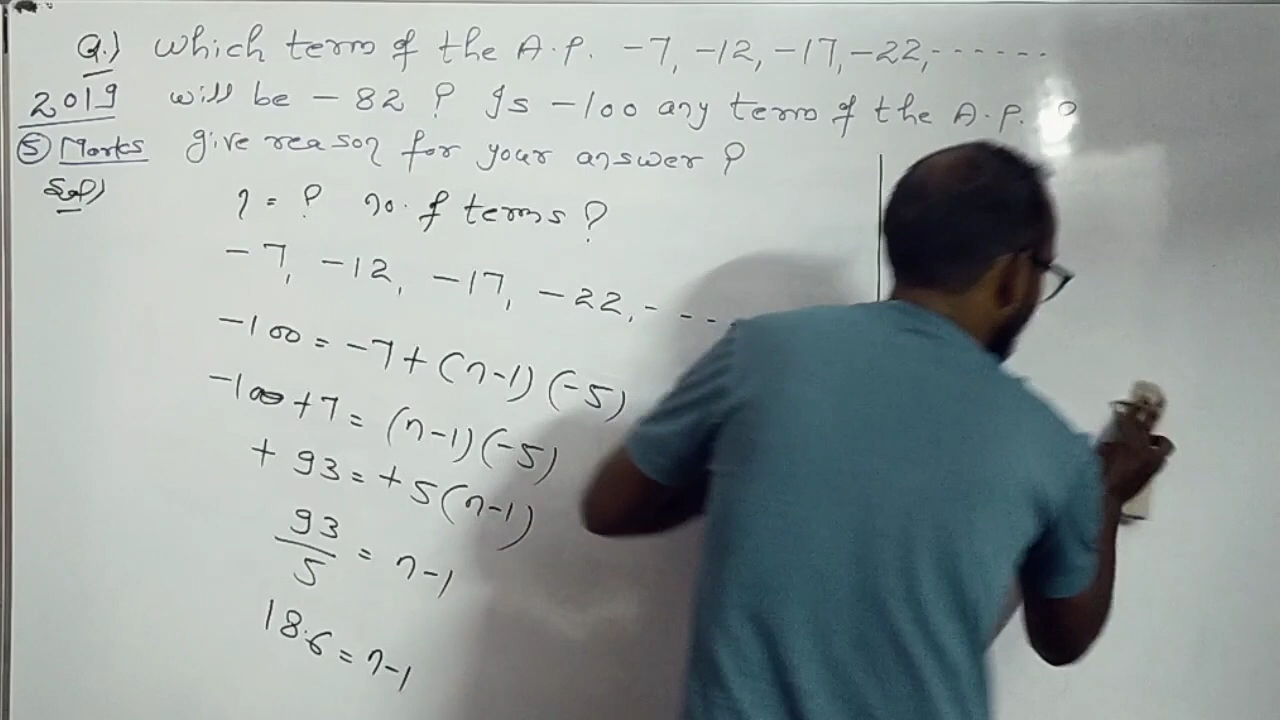 Q.) Which term of the A.P. -7, -12, -17, -22, ------
2019 will be - 82 ? Is -100 any term of the A.P. ?
5 Marks give reason for your answer ?
Sol)
n = ? no. of terms ?
-7, -12, -17, -22, - ---
-100 = -7 + (n-1) (-5)
-100 + 7 = (n-1) (-5)
+ 93 = + 5 (n-1)
93/5 = n-1
18.6 = n-1